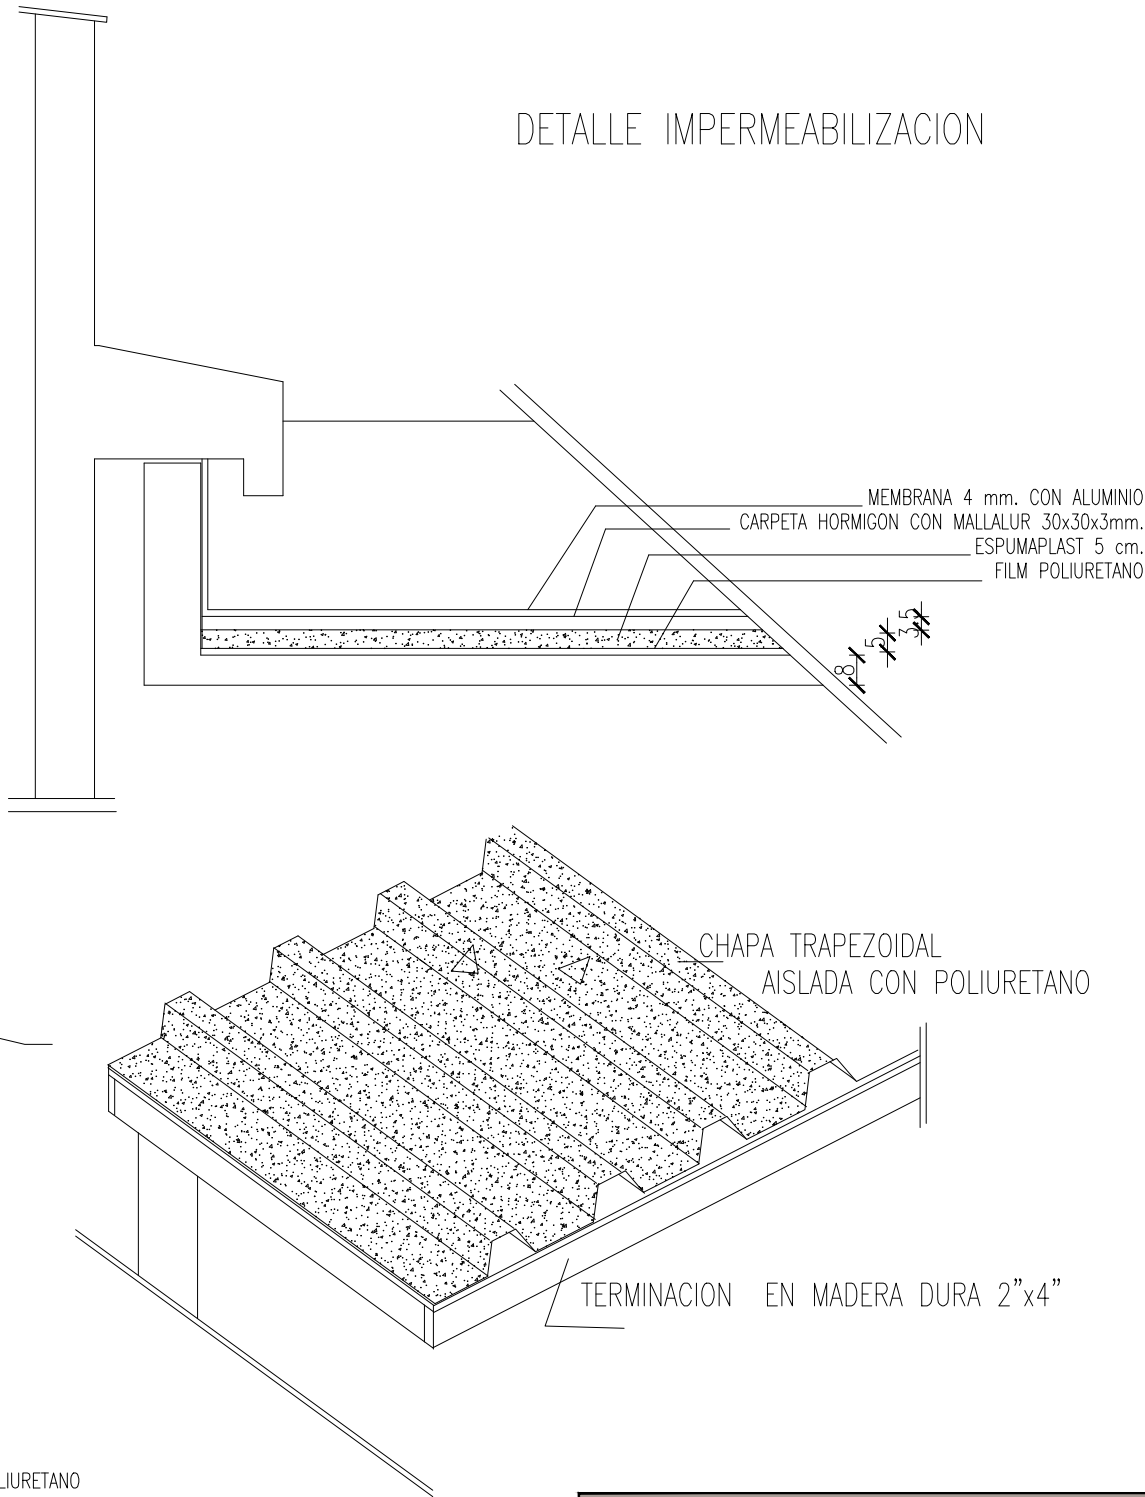 DETALLE IMPERMEABILIZACION
MEMBRANA 4 mm. CON ALUMINIO
CARPETA HORMIGON CON MALLALUR 30x30x3mm.
ESPUMAPLAST 5 cm.
FILM POLIURETANO
3.5
5
8
CHAPA TRAPEZOIDAL
AISLADA CON POLIURETANO
TERMINACION EN MADERA DURA 2”x4”
LIURETANO